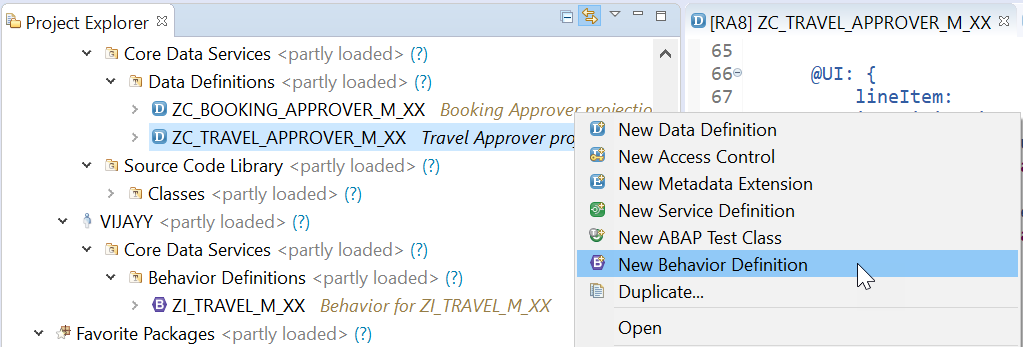 Project Explorer
Core Data Services <partly loaded> (?)
Data Definitions <partly loaded> (?)
ZC_BOOKING_APPROVER_M_XX Booking Approver projectio
ZC_TRAVEL_APPROVER_M_XX Travel Approver proj
Source Code Library <partly loaded> (?)
Classes <partly loaded> (?)
VIJAYY <partly loaded> (?)
Core Data Services <partly loaded> (?)
Behavior Definitions <partly loaded> (?)
ZI_TRAVEL_M_XX Behavior for ZI_TRAVEL_M_XX
Favorite Packages <partly loaded> (?)
[RA8] ZC_TRAVEL_APPROVER_M_XX
65
66 @UI: {
67 lineItem:
New Data Definition
New Access Control
New Metadata Extension
New Service Definition
New ABAP Test Class
New Behavior Definition
Duplicate...
Open